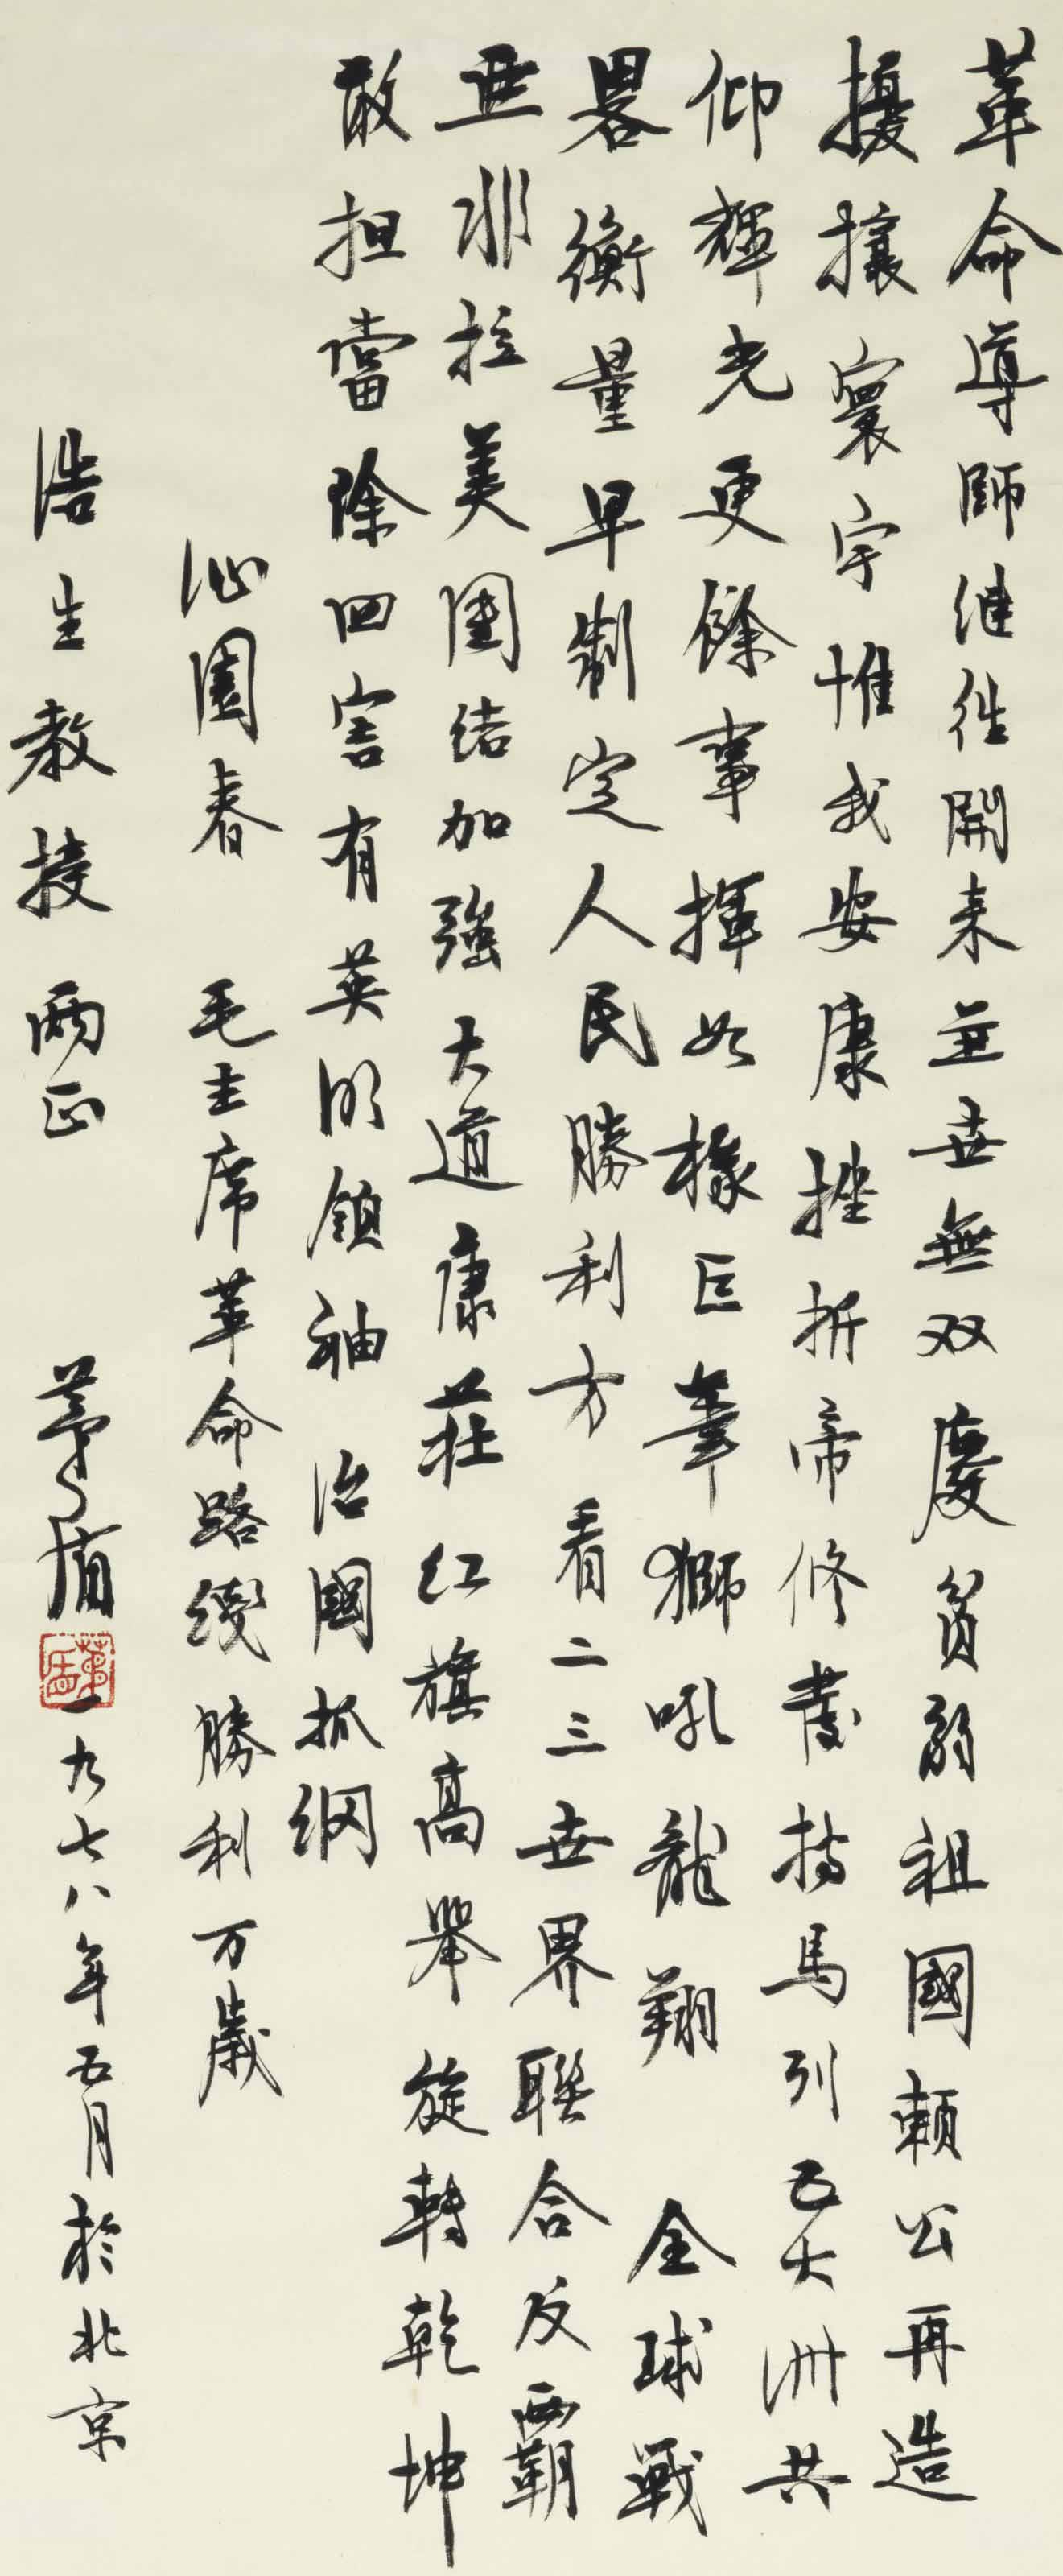 革命導師继往開来並世無双慶貧弱祖國賴公再造
擾攘寰宇惟我安康挫折帝修護持馬列五大洲共
仰輝光更餘事揮如椽巨筆獅吼龍翔 全球戰
畧衡量早制定人民勝利方看二三世界聯合反霸
亞非拉美團结加強大道康莊红旗高舉旋轉乾坤
敢担當除四害有英明領袖治國抓纲
沁園春 毛主席革命路綫勝利万歲
浩生教授兩正 茅盾 一九七八年五月於北京
茅盾